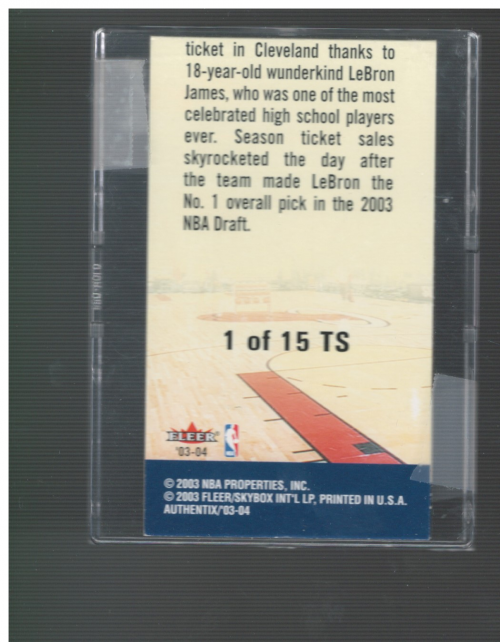 ticket in Cleveland thanks to
18-year-old wunderkind LeBron
James, who was one of the most
celebrated high school players
ever. Season ticket sales
skyrocketed the day after
the team made LeBron the
No. 1 overall pick in the 2003
NBA Draft.
1 of 15 TS
FLEER
'03-04
© 2003 NBA PROPERTIES, INC.
© 2003 FLEER/SKYBOX INT'L LP, PRINTED IN U.S.A.
AUTHENTIX/'03-04